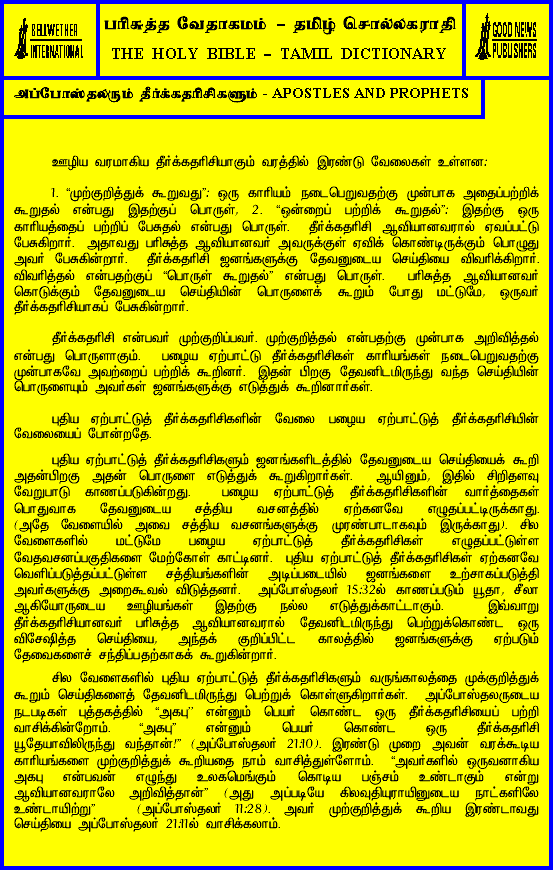 BELLWETHER
INTERNATIONAL
பரிசுத்த வேதாகமம் – தமிழ் சொல்லகராதி
THE HOLY BIBLE – TAMIL DICTIONARY
GOOD NEWS
PUBLISHERS
அப்போஸ்தலரும் தீர்க்கதரிசிகளும் - APOSTLES AND PROPHETS
ஊழிய வரமாகிய தீர்க்கதரிசியாகும் வரத்தில் இரண்டு வேலைகள் உள்ளன:
1. “முற்குறித்துக் கூறுவது”: ஒரு காரியம் நடைபெறுவதற்கு முன்பாக அதைப்பற்றிக்
கூறுதல் என்பது இதற்குப் பொருள், 2. “ஒன்றைப் பற்றிக் கூறுதல்”: இதற்கு ஒரு
காரியத்தைப் பற்றிப் பேசுதல் என்பது பொருள். தீர்க்கதரிசி ஆவியானவரால் ஏவப்பட்டு
பேசுகிறார். அதாவது பரிசுத்த ஆவியானவர் அவருக்குள் ஏவிக் கொண்டிருக்கும் பொழுது
அவர் பேசுகின்றார். தீர்க்கதரிசி ஜனங்களுக்கு தேவனுடைய செய்தியை விவரிக்கிறார்.
விவரித்தல் என்பதற்குப் “பொருள் கூறுதல்” என்பது பொருள். பரிசுத்த ஆவியானவர்
கொடுக்கும் தேவனுடைய செய்தியின் பொருளைக் கூறும் போது மட்டுமே, ஒருவர்
தீர்க்கதரிசியாகப் பேசுகின்றார்.
தீர்க்கதரிசி என்பவர் முற்குறிப்பவர். முற்குறித்தல் என்பதற்கு முன்பாக அறிவித்தல்
என்பது பொருளாகும். பழைய ஏற்பாட்டு தீர்க்கதரிசிகள் காரியங்கள் நடைபெறுவதற்கு
முன்பாகவே அவற்றைப் பற்றிக் கூறினர். இதன் பிறகு தேவனிடமிருந்து வந்த செய்தியின்
பொருளையும் அவர்கள் ஜனங்களுக்கு எடுத்துக் கூறினார்கள்.
புதிய ஏற்பாட்டுத் தீர்க்கதரிசிகளின் வேலை பழைய ஏற்பாட்டுத் தீர்க்கதரிசியின்
வேலையைப் போன்றதே.
புதிய ஏற்பாட்டுத் தீர்க்கதரிசிகளும் ஜனங்களிடத்தில் தேவனுடைய செய்தியைக் கூறி
அதன்பிறகு அதன் பொருளை எடுத்துக் கூறுகிறார்கள். ஆயினும், இதில் சிறிதளவு
வேறுபாடு காணப்படுகின்றது. பழைய ஏற்பாட்டுத் தீர்க்கதரிசிகளின் வார்த்தைகள்
பொதுவாக தேவனுடைய சத்திய வசனத்தில் ஏற்கனவே எழுதப்பட்டிருக்காது.
(அதே வேளையில் அவை சத்திய வசனங்களுக்கு முரண்பாடாகவும் இருக்காது). சில
வேளைகளில் மட்டுமே பழைய ஏற்பாட்டுத் தீர்க்கதரிசிகள் எழுதப்பட்டுள்ள
வேதவசனப்பகுதிகளை மேற்கோள் காட்டினர். புதிய ஏற்பாட்டுத் தீர்க்கதரிசிகள் ஏற்கனவே
வெளிப்படுத்தப்பட்டுள்ள சத்தியங்களின் அடிப்படையில் ஜனங்களை உற்சாகப்படுத்தி
அவர்களுக்கு அறைகூவல் விடுத்தனர். அப்போஸ்தலர் 15:32ல் காணப்படும் யூதா, சீலா
ஆகியோருடைய ஊழியங்கள் இதற்கு நல்ல எடுத்துக்காட்டாகும். இவ்வாறு
தீர்க்கதரிசியானவர் பரிசுத்த ஆவியானவரால் தேவனிடமிருந்து பெற்றுக்கொண்ட ஒரு
விசேஷித்த செய்தியை, அந்தக் குறிப்பிட்ட காலத்தில் ஜனங்களுக்கு ஏற்படும்
தேவைகளைச் சந்திப்பதற்காகக் கூறுகின்றார்.
சில வேளைகளில் புதிய ஏற்பாட்டுத் தீர்க்கதரிசிகளும் வருங்காலத்தை முக்குறித்துக்
கூறும் செய்திகளைத் தேவனிடமிருந்து பெற்றுக் கொள்ளுகிறார்கள். அப்போஸ்தலருடைய
நடபடிகள் புத்தகத்தில் “அகபு” என்னும் பெயர் கொண்ட ஒரு தீர்க்கதரிசியைப் பற்றி
வாசிக்கின்றோம். “அகபு” என்னும் பெயர் கொண்ட ஒரு தீர்க்கதரிசி
யூதேயாவிலிருந்து வந்தான்!” (அப்போஸ்தலர் 21:10). இரண்டு முறை அவன் வரக்கூடிய
காரியங்களை முற்குறித்துக் கூறியதை நாம் வாசித்துள்ளோம். “அவர்களில் ஒருவனாகிய
அகபு என்பவன் எழுந்து உலகமெங்கும் கொடிய பஞ்சம் உண்டாகும் என்று
ஆவியானவராலே அறிவித்தான்” (அது அப்படியே கிலவுதியுராயினுடைய நாட்களிலே
உண்டாயிற்று” (அப்போஸ்தலர் 11:28). அவர் முற்குறித்துக் கூறிய இரண்டாவது
செய்தியை அப்போஸ்தலர் 21:11ல் வாசிக்கலாம்.